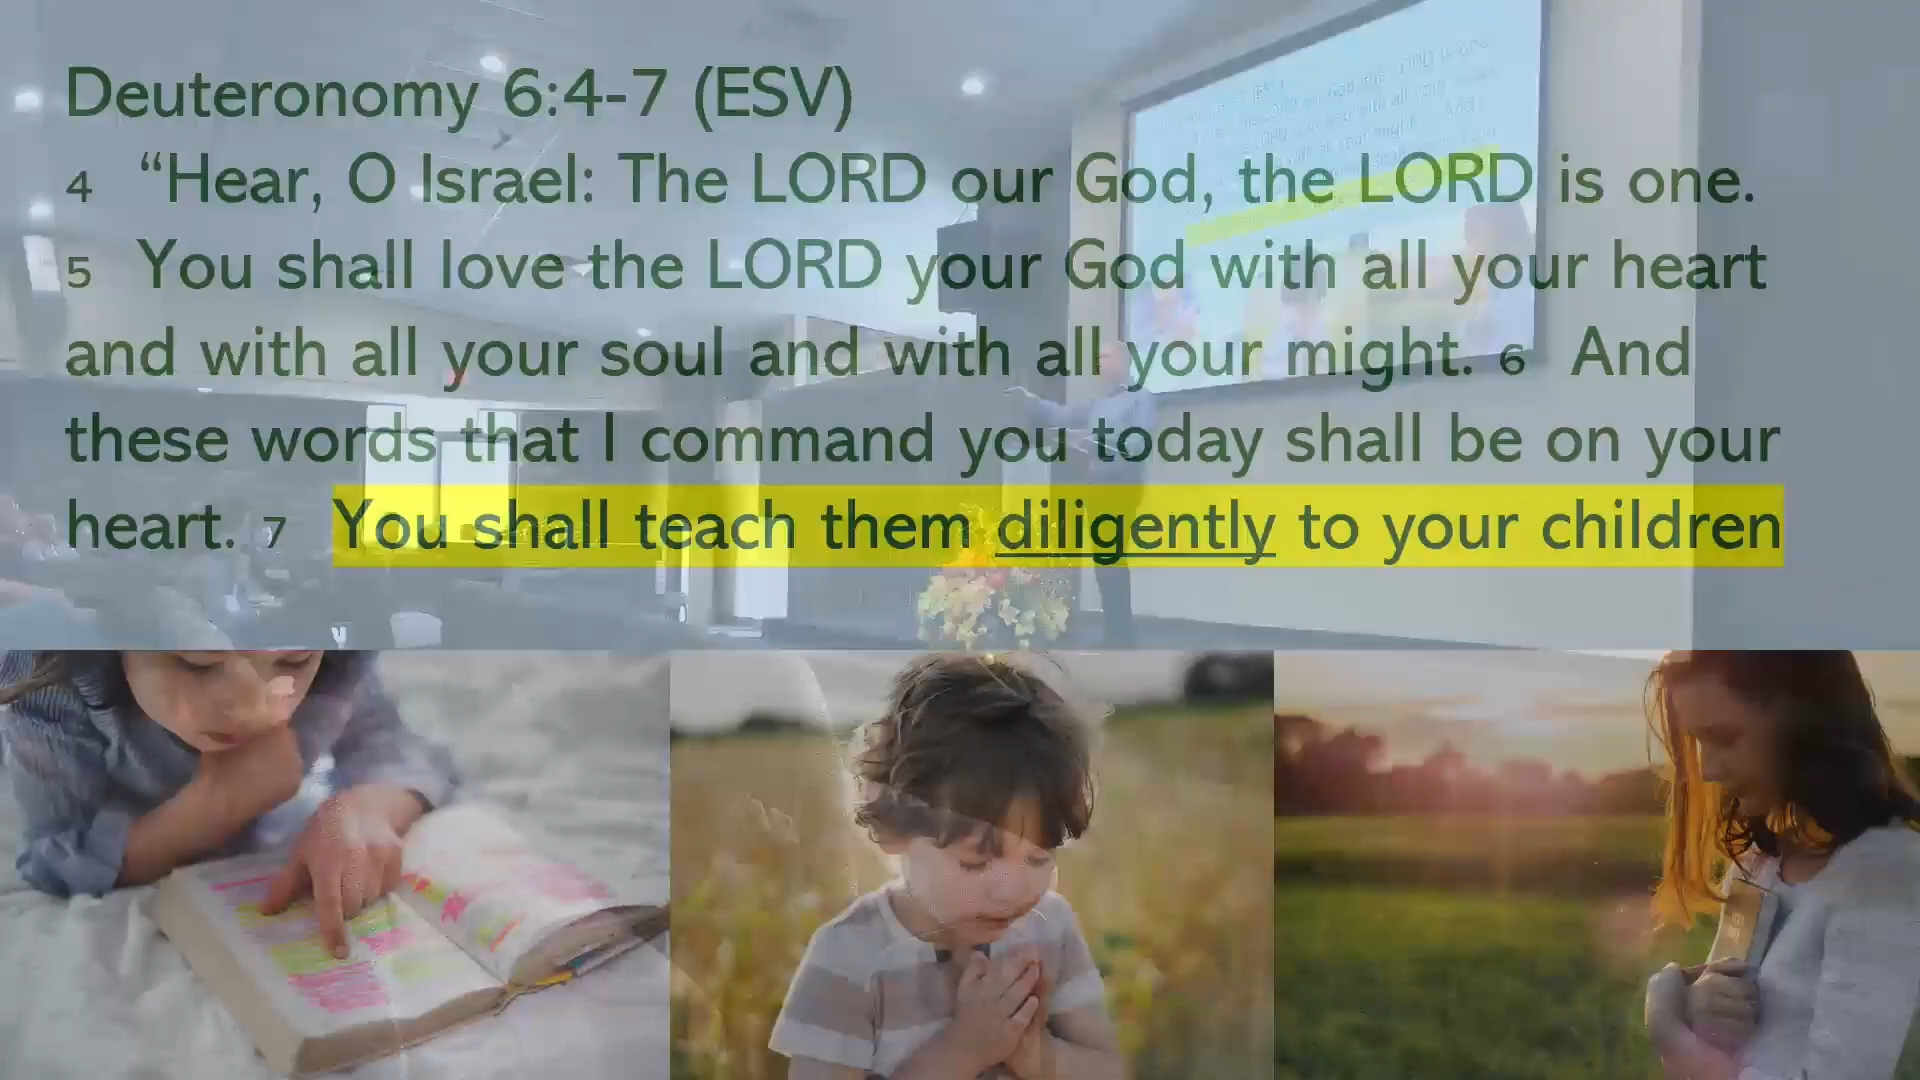 Deuteronomy 6:4-7 (ESV)
4 “Hear, O Israel: The LORD our God, the LORD is one.
5 You shall love the LORD your God with all your heart
and with all your soul and with all your might. 6 And
these words that I command you today shall be on your
heart. 7 You shall teach them diligently to your children